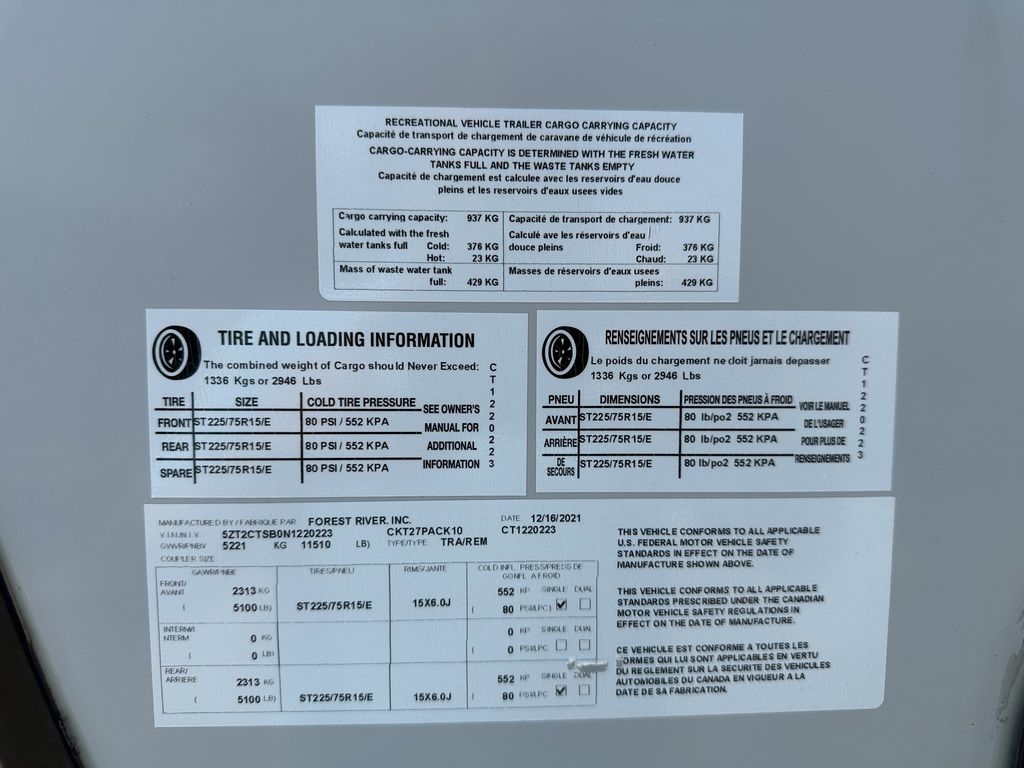 RECREATIONAL VEHICLE TRAILER CARGO CARRYING CAPACITY
Capacité de transport de chargement de caravane de véhicule de récréation
CARGO-CARRYING CAPACITY IS DETERMINED WITH THE FRESH WATER
TANKS FULL AND THE WASTE TANKS EMPTY
Capacité de chargement est calculee avec les reservoirs d'eau douce
pleins et les reservoirs d'eaux usees vides
Cargo carrying capacity: 937 KG
Calculated with the fresh
water tanks full Cold: 376 KG
Hot: 23 KG
Mass of waste water tank
full: 429 KG
Capacité de transport de chargement: 937 KG
Calculé ave les réservoirs d'eau
douce pleins Froid: 376 KG
Chaud: 23 KG
Masses de réservoirs d'eaux usees
pleins: 429 KG
TIRE AND LOADING INFORMATION
The combined weight of Cargo should Never Exceed:
1336 Kgs or 2946 Lbs
TIRE SIZE COLD TIRE PRESSURE
FRONT ST225/75R15/E 80 PSI / 552 KPA
REAR ST225/75R15/E 80 PSI / 552 KPA
SPARE ST225/75R15/E 80 PSI / 552 KPA
SEE OWNER'S
MANUAL FOR
ADDITIONAL
INFORMATION
CT1220223
RENSEIGNEMENTS SUR LES PNEUS ET LE CHARGEMENT
Le poids du chargement ne doit jamais depasser
1336 Kgs or 2946 Lbs
PNEU DIMENSIONS PRESSION DES PNEUS À FROID
AVANT ST225/75R15/E 80 lb/po2 552 KPA
ARRIÈRE ST225/75R15/E 80 lb/po2 552 KPA
DE
SECOURS ST225/75R15/E 80 lb/po2 552 KPA
VOIR LE MANUEL
DE L'USAGER
POUR PLUS DE
RENSEIGNEMENTS
CT1220223
MANUFACTURED BY / FABRIQUE PAR FOREST RIVER, INC. DATE 12/16/2021
V.I.N./N.I.V 5ZT2CTSB0N1220223 CKT27PACK10 CT1220223
GVWR/PNBV 5221 KG 11510 LB) TYPE/TYPE TRA/REM
COUPLER SIZE
GAWR/PNBE TIRES/PNEU RIMS/JANTE COLD INFL. PRESS/PRESS DE
GONFL A FROID
FRONT/
AVANT 2313 KG 552 KP SINGLE DUAL
( 5100 LB) ST225/75R15/E 15X6.0J ( 80 PSI/LPC)
INTERM/
NTERM 0 KG 0 KP SINGLE DUAL
( 0 LB) ( 0 PSI/LPC
REAR/
ARRIERE 2313 KG 552 KP SINGLE DUAL
( 5100 LB) ST225/75R15/E 15X6.0J ( 80 PSI/LPC
THIS VEHICLE CONFORMS TO ALL APPLICABLE
U.S. FEDERAL MOTOR VEHICLE SAFETY
STANDARDS IN EFFECT ON THE DATE OF
MANUFACTURE SHOWN ABOVE.
THIS VEHICLE CONFORMS TO ALL APPLICABLE
STANDARDS PRESCRIBED UNDER THE CANADIAN
MOTOR VEHICLE SAFETY REGULATIONS IN
EFFECT ON THE DATE OF MANUFACTURE.
CE VEHICULE EST CONFORME A TOUTES LES
ORMES QUI LUI SONT APPLICABLES EN VERTU
DU REGLEMENT SUR LA SECURITE DES VEHICULES
AUTOMOBILES DU CANADA EN VIGUEUR A LA
DATE DE SA FABRICATION.